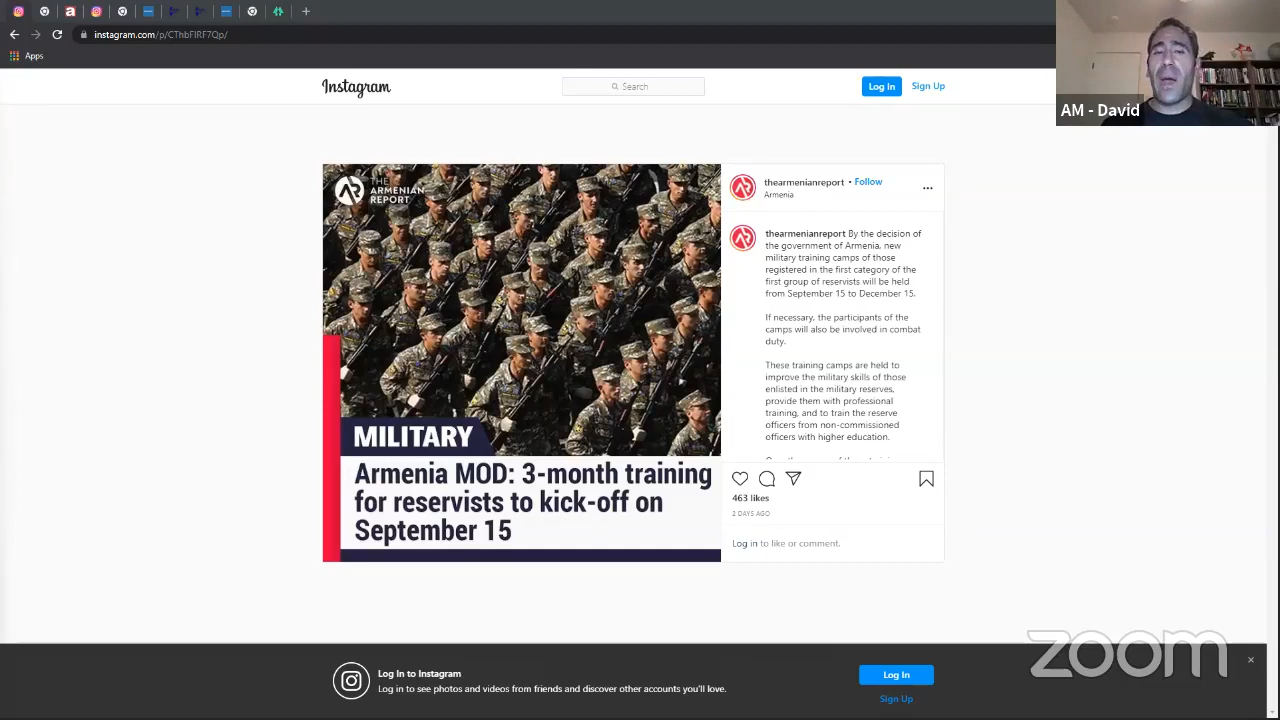 instagram.com/p/CThbFIRF7Qp/
Apps
AM - David
Instagram
Search
Log In
Sign Up
THE
ARMENIAN
REPORT
MILITARY
Armenia MOD: 3-month training
for reservists to kick-off on
September 15
thearmenianreport • Follow
Armenia
thearmenianreport By the decision of
the government of Armenia, new
military training camps of those
registered in the first category of the
first group of reservists will be held
from September 15 to December 15.
If necessary, the participants of the
camps will also be involved in combat
duty.
These training camps are held to
improve the military skills of those
enlisted in the military reserves,
provide them with professional
training, and to train the reserve
officers from non-commissioned
officers with higher education.
463 likes
2 DAYS AGO
Log in to like or comment.
Log In to Instagram
Log in to see photos and videos from friends and discover other accounts you'll love.
Log In
Sign Up
zoom